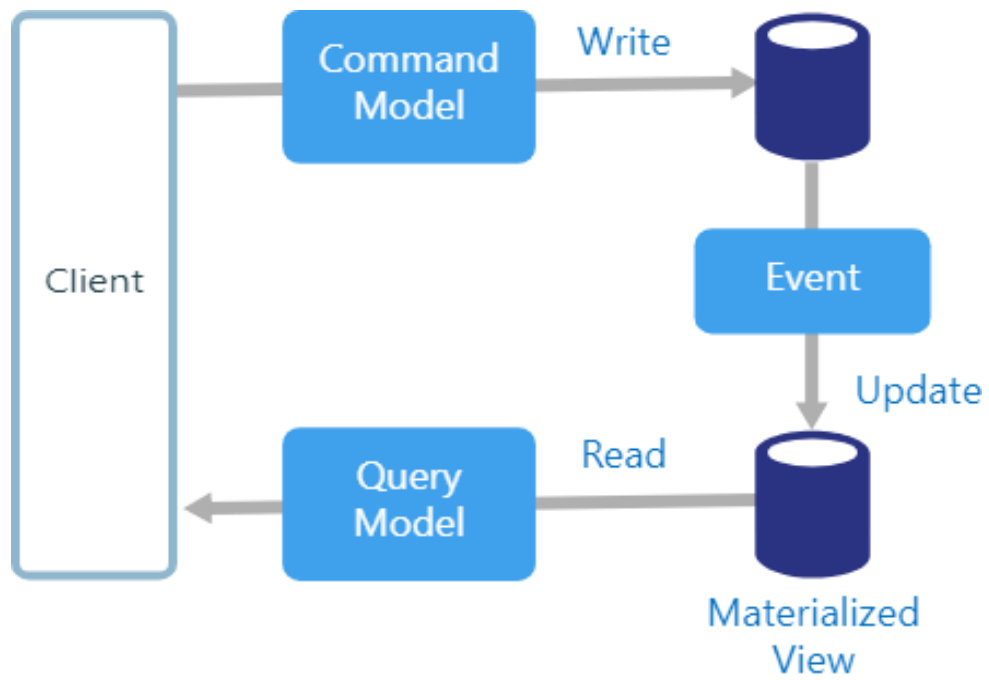 Command
Model
Write
Client
Event
Update
Query
Model
Read
Materialized
View